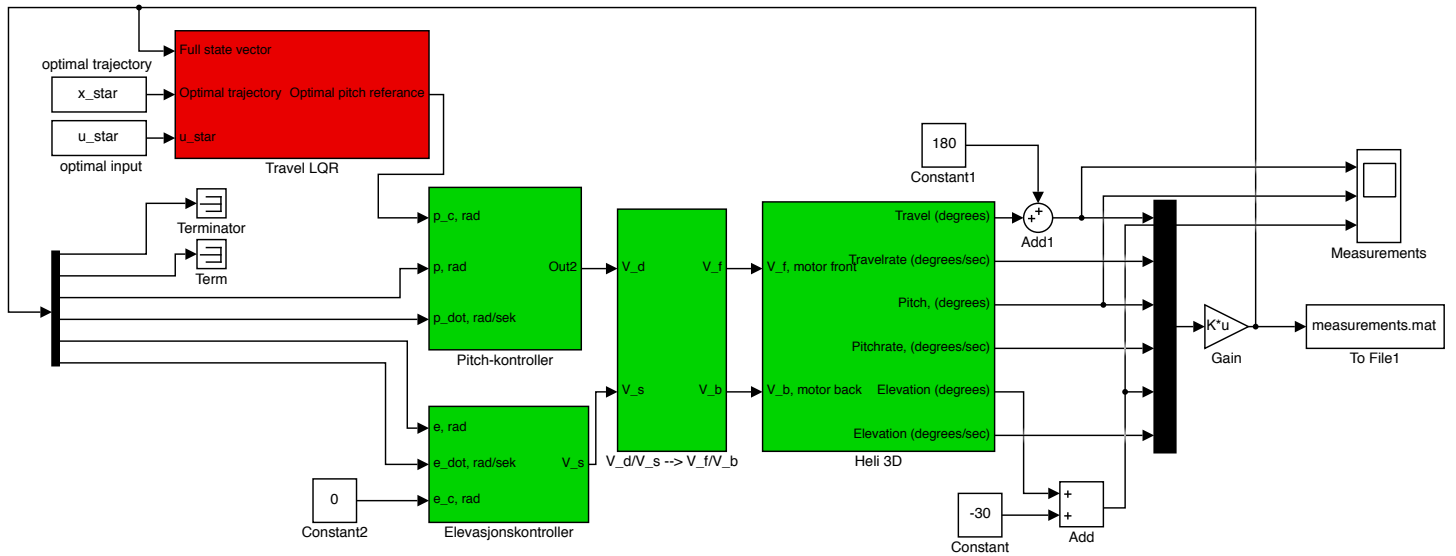 Full state vector
optimal trajectory
x_star
Optimal trajectory
Optimal pitch referance
u_star
u_star
optimal input
Travel LQR
180
Constant1
Terminator
Term
p_c, rad
p, rad
Out2
p_dot, rad/sek
Pitch-kontroller
V_d
V_f
V_s
V_b
V_d/V_s --> V_f/V_b
V_f, motor front
V_b, motor back
Travel (degrees)
Travelrate (degrees/sec)
Pitch, (degrees)
Pitchrate, (degrees/sec)
Elevation (degrees)
Elevation (degrees/sec)
Heli 3D
+
+
Add1
Measurements
K*u
Gain
measurements.mat
To File1
e, rad
e_dot, rad/sek
V_s
e_c, rad
Elevasjonskontroller
0
Constant2
-30
Constant
+
+
Add